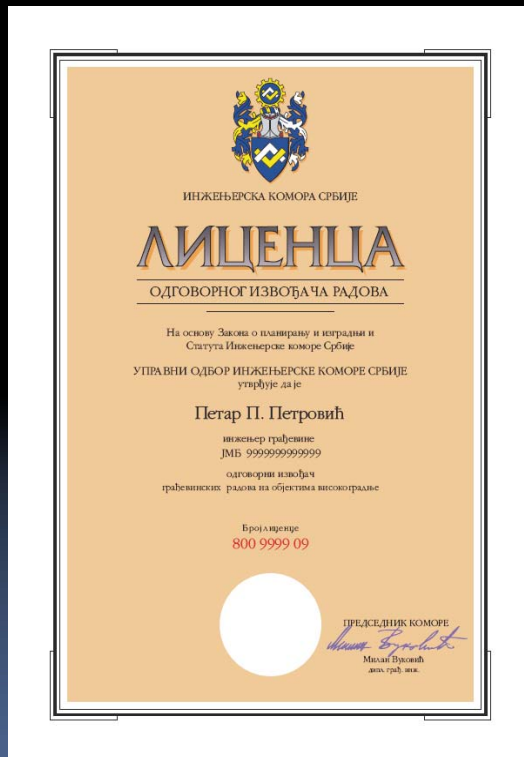 ИНЖЕЊЕРСКА КОМОРА СРБИЈЕ
ЛИЦЕНЦА
ОДГОВОРНОГ ИЗВОЂАЧА РАДОВА
На основу Закона о планирању и изградњи и
Статута Инжењерске коморе Србије
УПРАВНИ ОДБОР ИНЖЕЊЕРСКЕ КОМОРЕ СРБИЈЕ
утврђује да је
Петар П. Петровић
инжењер грађевине
ЈМБ 9999999999999
одговорни извођач
грађевинских радова на објектима високоградње
Број лиценце
800 9999 09
ПРЕДСЕДНИК КОМОРЕ
Милан Вуковић
Милан Вуковић
дипл. грађ. инж.